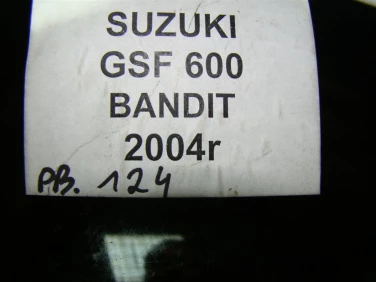 SUZUKI
GSF 600
BANDIT
2004r
PB. 124